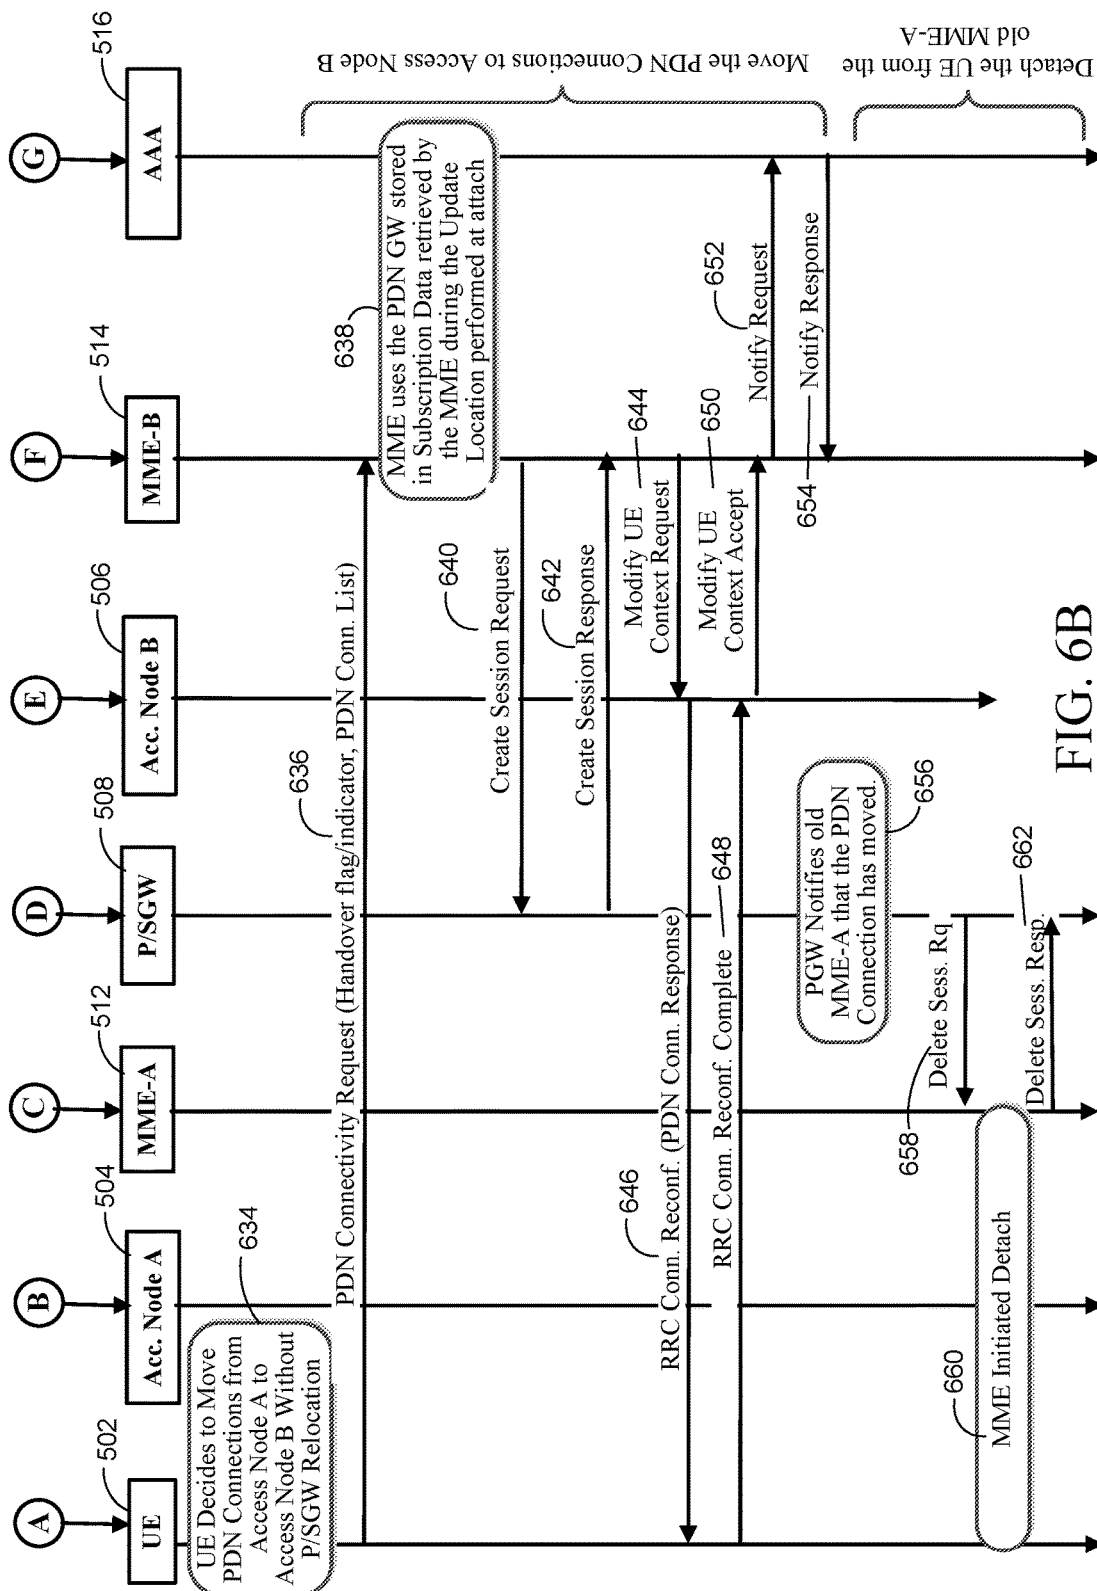 A
B
C
D
E
F
G
502
504
512
508
506
514
516
UE
Acc. Node A
MME-A
P/SGW
Acc. Node B
MME-B
AAA
634
UE Decides to Move
PDN Connections from
Access Node A to
Access Node B Without
P/SGW Relocation
636
PDN Connectivity Request (Handover flag/indicator, PDN Conn. List)
638
MME uses the PDN GW stored
in Subscription Data retrieved by
the MME during the Update
Location performed at attach
640
Create Session Request
642
Create Session Response
644
Modify UE
Context Request
646
RRC Conn. Reconf. (PDN Conn. Response)
RRC Conn. Reconf. Complete
648
650
Modify UE
Context Accept
652
Notify Request
654
Notify Response
656
PGW Notifies old
MME-A that the PDN
Connection has moved.
658
Delete Sess. Rq
660
MME Initiated Detach
662
Delete Sess. Resp.
Move the PDN Connections to Access Node B
Detach the UE from the
old MME-A
FIG. 6B